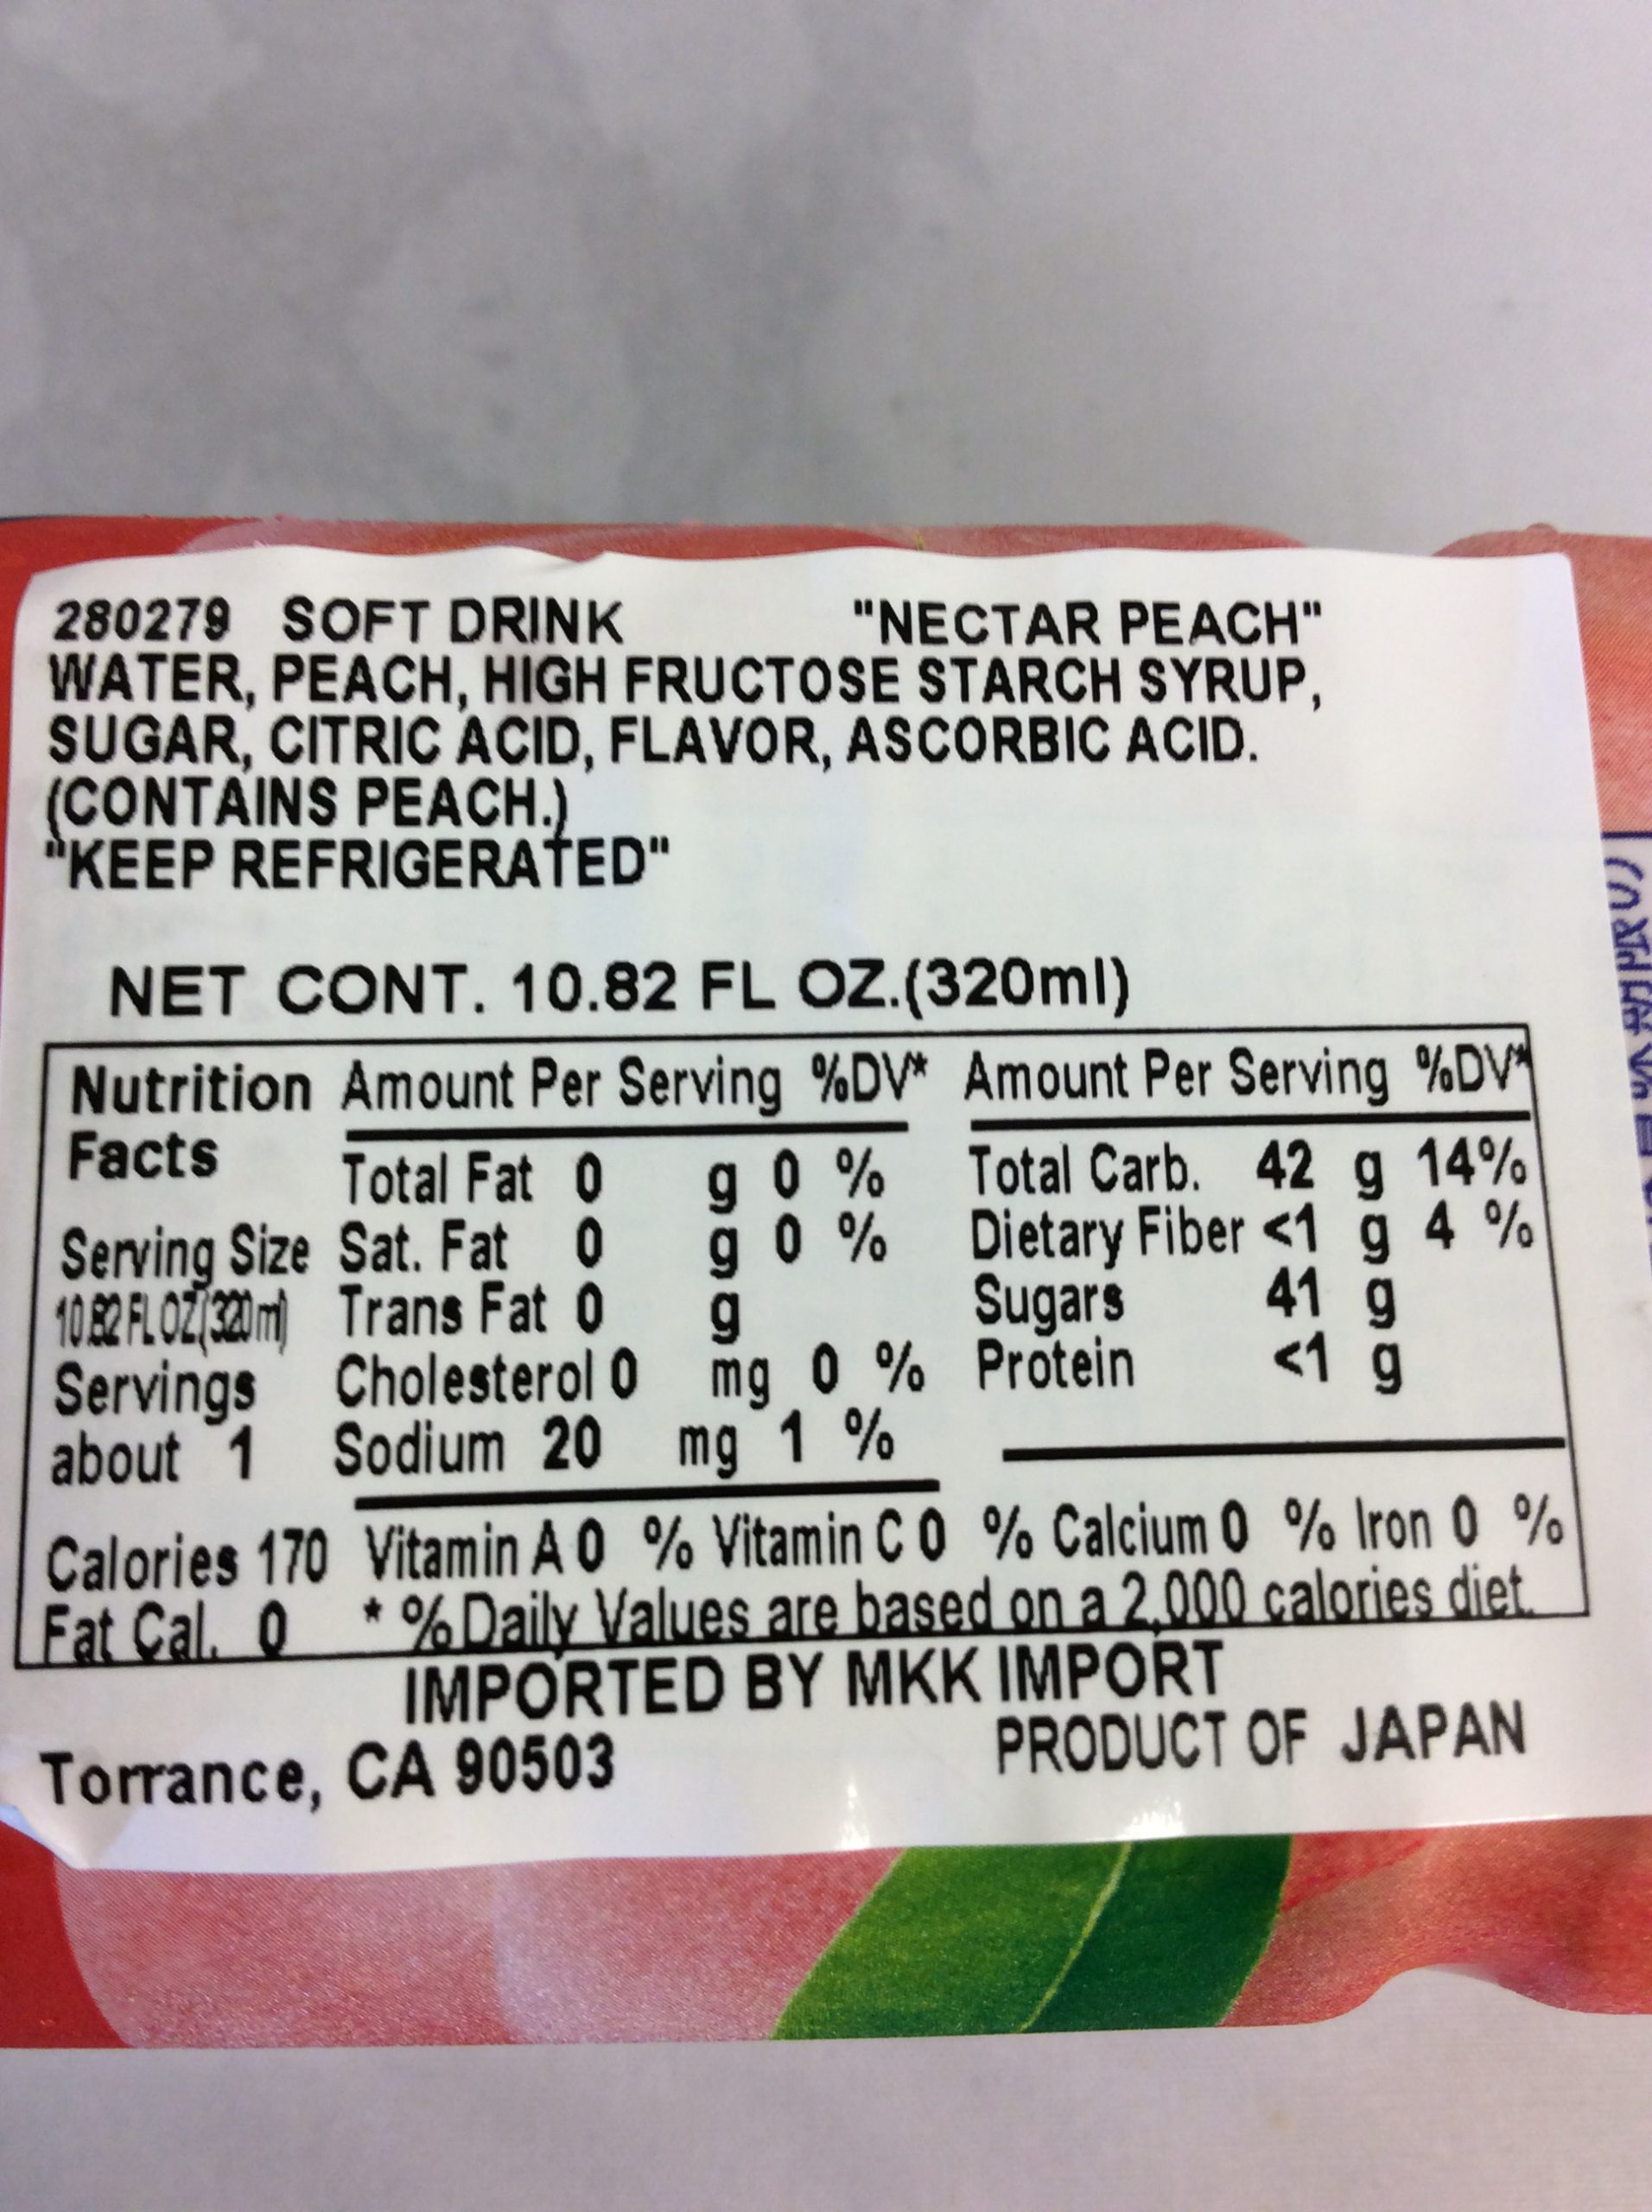 280279 SOFT DRINK "NECTAR PEACH"
WATER, PEACH, HIGH FRUCTOSE STARCH SYRUP,
SUGAR, CITRIC ACID, FLAVOR, ASCORBIC ACID.
(CONTAINS PEACH.)
"KEEP REFRIGERATED"
NET CONT. 10.82 FL OZ.(320ml)
Nutrition Facts
Serving Size
10.82 FL OZ(320ml)
Servings
about 1
Calories 170
Fat Cal. 0
Amount Per Serving %DV*
Total Fat 0 g 0 %
Sat. Fat 0 g 0 %
Trans Fat 0 g
Cholesterol 0 mg 0 %
Sodium 20 mg 1 %
Amount Per Serving %DV*
Total Carb. 42 g 14%
Dietary Fiber <1 g 4 %
Sugars 41 g
Protein <1 g
Vitamin A 0 % Vitamin C 0 % Calcium 0 % Iron 0 %
* % Daily Values are based on a 2,000 calories diet.
IMPORTED BY MKK IMPORT
Torrance, CA 90503
PRODUCT OF JAPAN